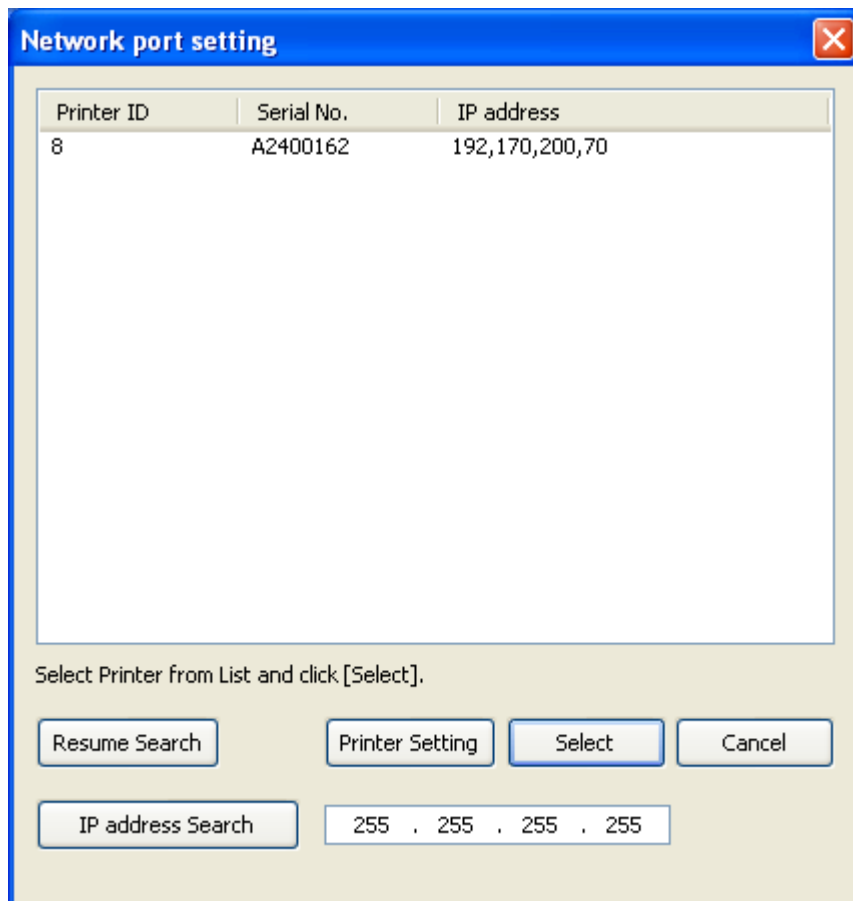 Network port setting
Printer ID Serial No. IP address
8 A2400162 192,170,200,70
Select Printer from List and click [Select].
Resume Search Printer Setting Select Cancel
IP address Search 255 . 255 . 255 . 255